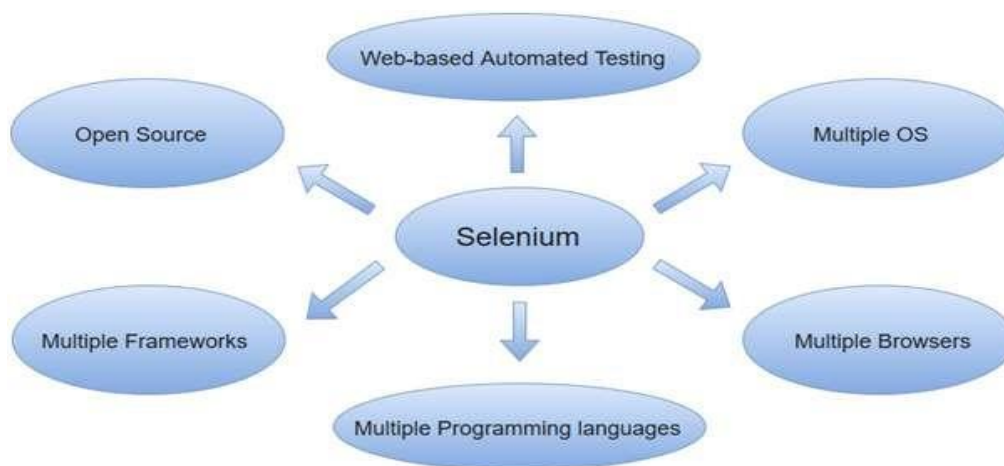 Web-based Automated Testing
Open Source
Multiple OS
Selenium
Multiple Frameworks
Multiple Browsers
Multiple Programming languages